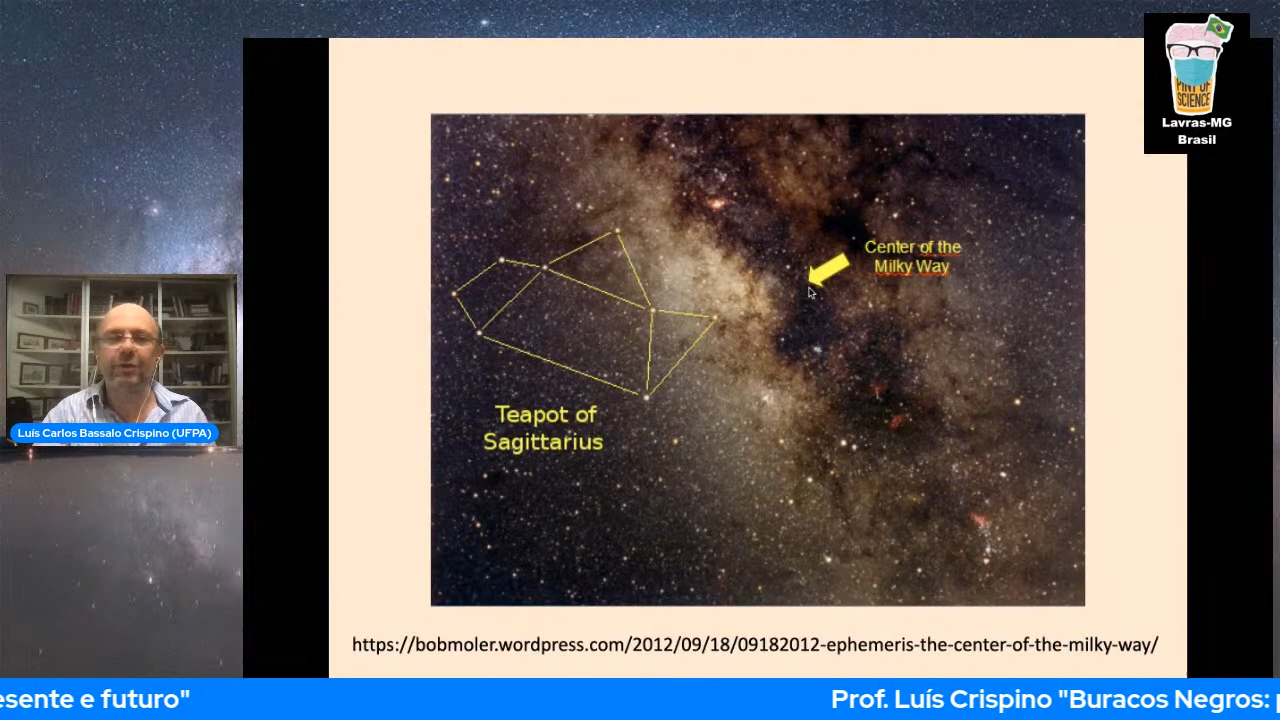 PINT OF
SCIENCE
Lavras-MG
Brasil
Center of the
Milky Way
Teapot of
Sagittarius
Luís Carlos Bassalo Crispino (UFPA)
https://bobmoler.wordpress.com/2012/09/18/09182012-ephemeris-the-center-of-the-milky-way/
esente e futuro"
Prof. Luís Crispino "Buracos Negros: p